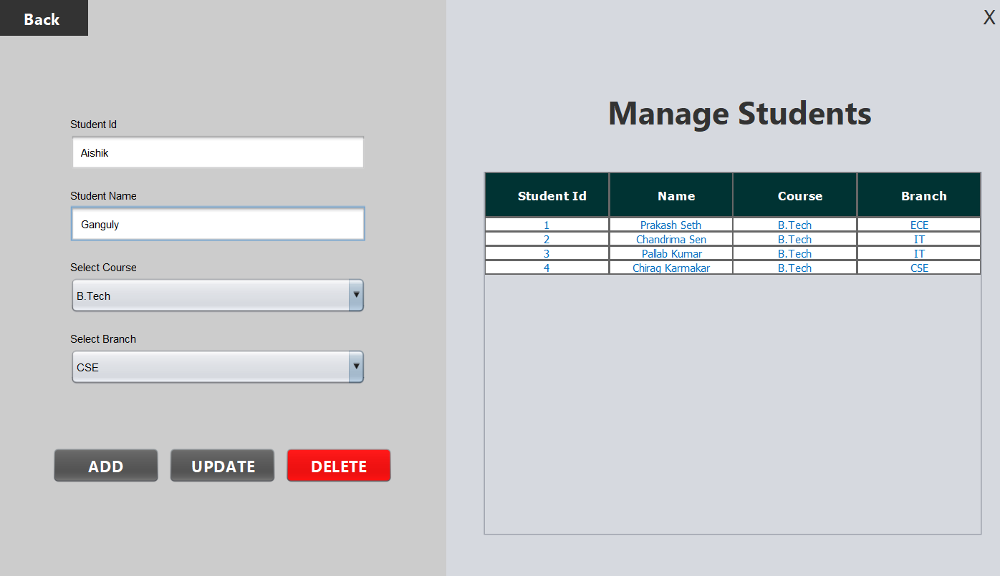 Back
X
Student Id
Aishik
Student Name
Ganguly
Select Course
B.Tech
Select Branch
CSE
ADD UPDATE DELETE
Manage Students
Student Id Name Course Branch
1 Prakash Seth B.Tech ECE
2 Chandrima Sen B.Tech IT
3 Pallab Kumar B.Tech IT
4 Chirag Karmakar B.Tech CSE